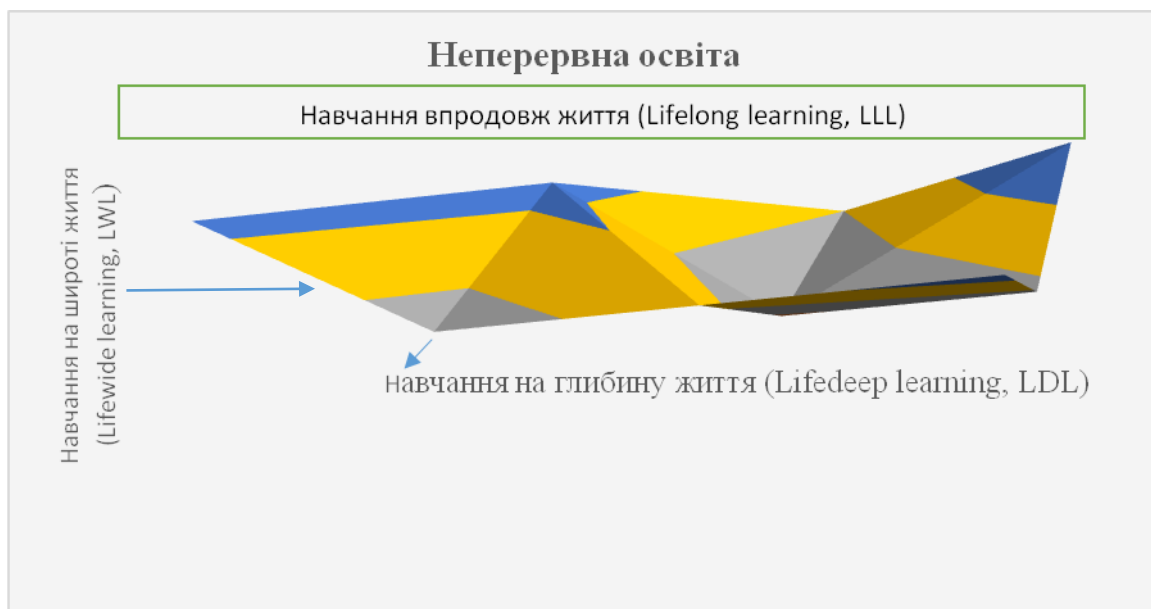 Неперервна освіта
Навчання впродовж життя (Lifelong learning, LLL)
Навчання на широті життя
(Lifewide learning, LWL)
Навчання на глибину життя (Lifedeep learning, LDL)